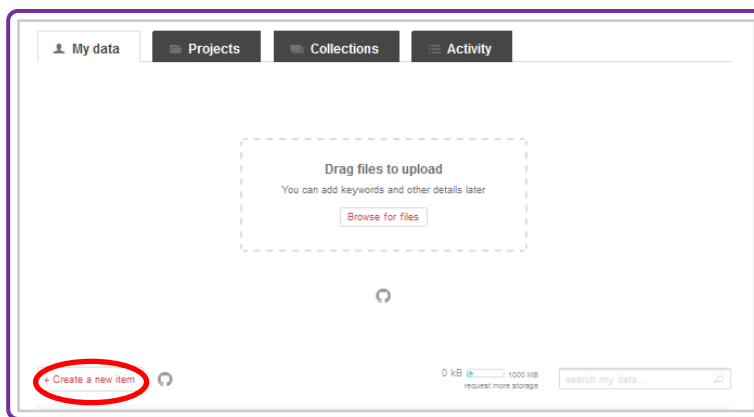 My data Projects Collections Activity
Drag files to upload
You can add keywords and other details later
Browse for files
+ Create a new item 0 kB 1000 MB search my data...
request more storage